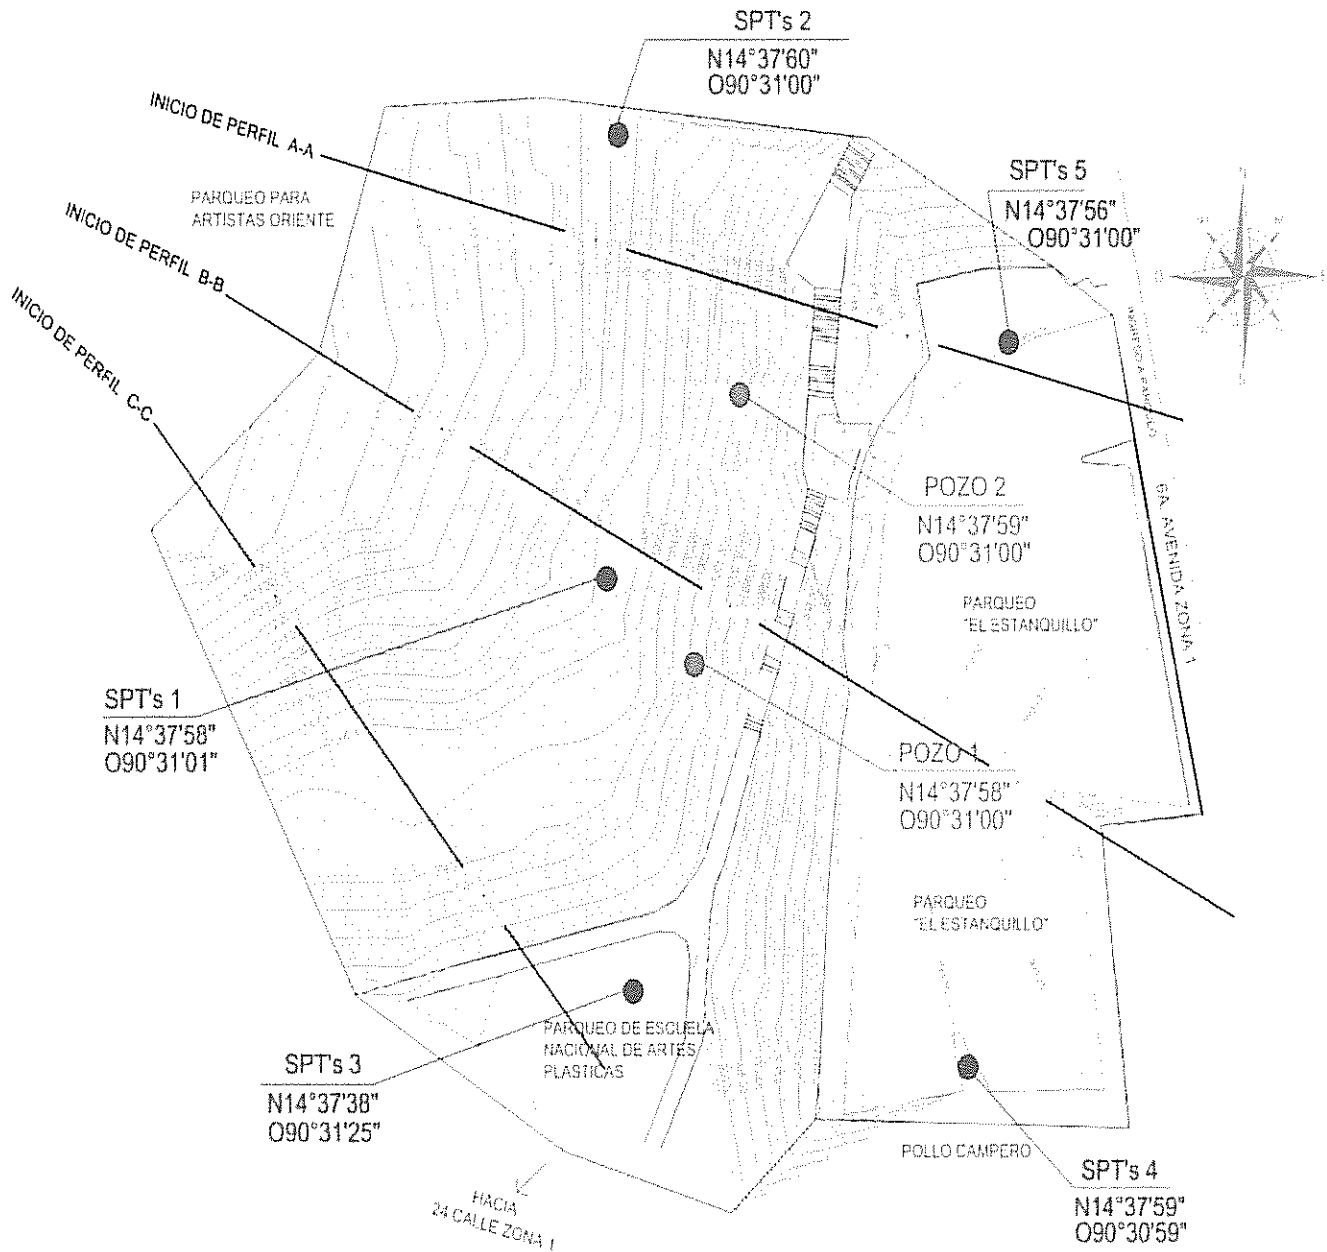 SPT's 2
N14°37'60"
O90°31'00"
INICIO DE PERFIL A-A
PARQUEO PARA
ARTISTAS ORIENTE
SPT's 5
N14°37'56"
O90°31'00"
INICIO DE PERFIL B-B
INICIO DE PERFIL C-C
INGRESO A PARQUEO
6A. AVENIDA ZONA 1
POZO 2
N14°37'59"
O90°31'00"
PARQUEO
"EL ESTANQUILLO"
SPT's 1
N14°37'58"
O90°31'01"
POZO 1
N14°37'58"
O90°31'00"
PARQUEO
"EL ESTANQUILLO"
PARQUEO DE ESCUELA
NACIONAL DE ARTES
PLASTICAS
SPT's 3
N14°37'38"
O90°31'25"
POLLO CAMPERO
SPT's 4
N14°37'59"
O90°30'59"
HACIA
24 CALLE ZONA 1